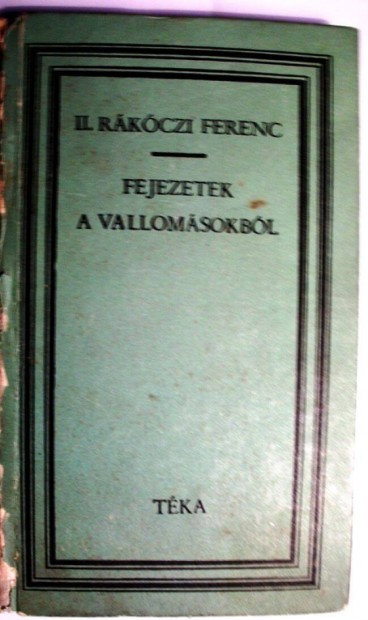 II. RÁKÓCZI FERENC
FEJEZETEK
A VALLOMÁSOKBÓL
TÉKA